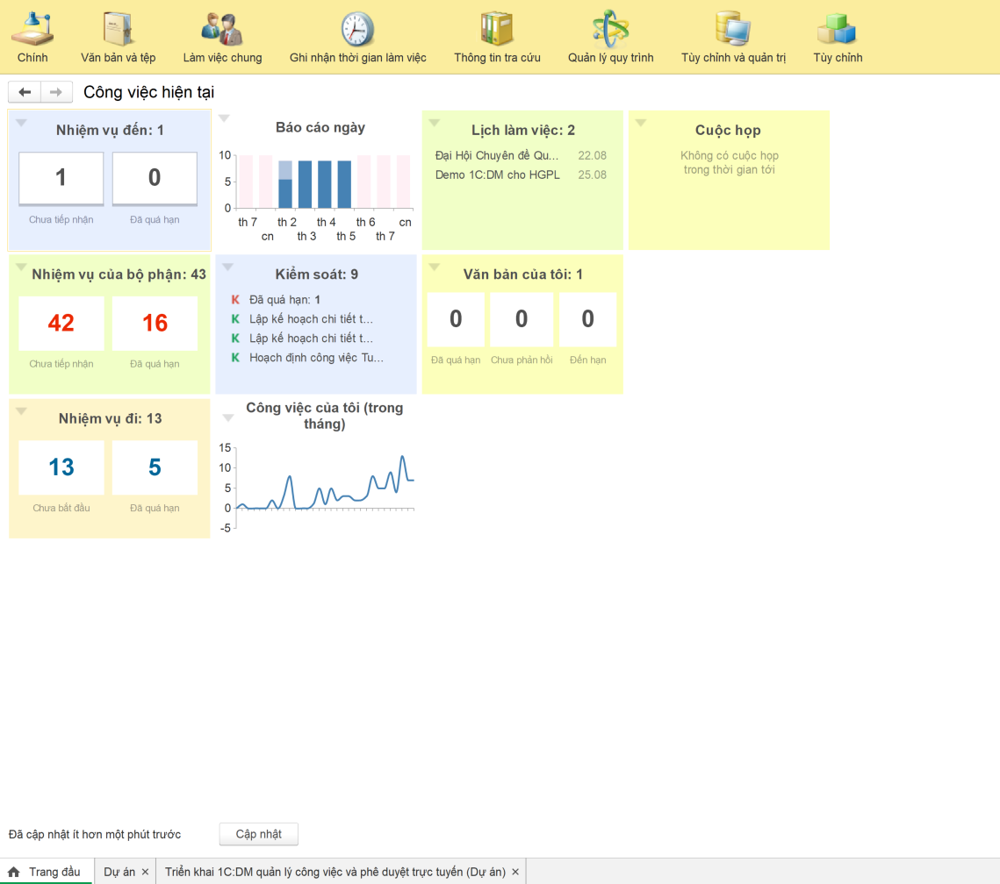 Chính
Văn bản và tệp
Làm việc chung
Ghi nhận thời gian làm việc
Thông tin tra cứu
Quản lý quy trình
Tùy chỉnh và quản trị
Tùy chỉnh
Công việc hiện tại
Nhiệm vụ đến: 1
1
0
Chưa tiếp nhận
Đã quá hạn
Báo cáo ngày
10
5
0
th 7
th 2
th 4
th 6
cn
cn
th 3
th 5
th 7
Lịch làm việc: 2
Đại Hội Chuyên đề Qu... 22.08
Demo 1C:DM cho HGPL 25.08
Cuộc họp
Không có cuộc họp
trong thời gian tới
Nhiệm vụ của bộ phận: 43
42
16
Chưa tiếp nhận
Đã quá hạn
Kiểm soát: 9
K Đã quá hạn: 1
K Lập kế hoạch chi tiết t...
K Lập kế hoạch chi tiết t...
K Hoạch định công việc Tu...
Văn bản của tôi: 1
0
0
0
Đã quá hạn
Chưa phản hồi
Đến hạn
Nhiệm vụ đi: 13
13
5
Chưa bắt đầu
Đã quá hạn
Công việc của tôi (trong
tháng)
15
10
5
0
-5
Đã cập nhật ít hơn một phút trước
Cập nhật
Trang đầu
Dự án ×
Triển khai 1C:DM quản lý công việc và phê duyệt trực tuyến (Dự án) ×